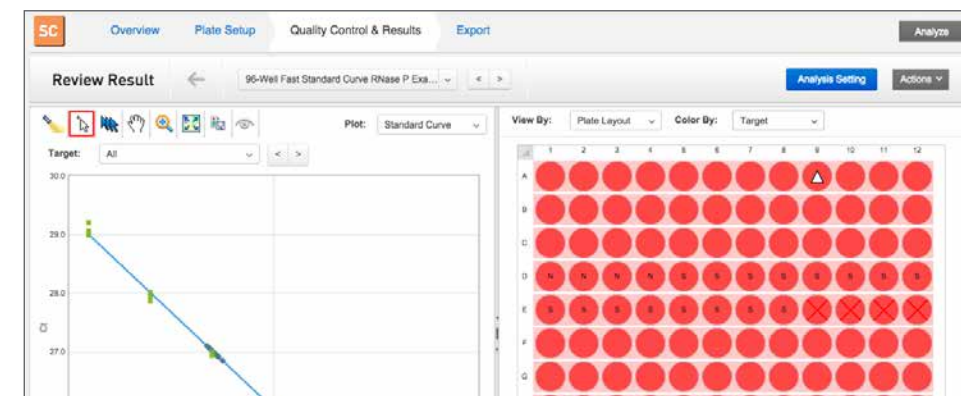 SC Overview Plate Setup Quality Control & Results Export Analyze
Review Result 96-Well Fast Standard Curve RNase P Exa... < > Analysis Setting Actions
Plot: Standard Curve
Target: All < >
30.0
29.0
28.0
Ct
27.0
View By: Plate Layout Color By: Target
1 2 3 4 5 6 7 8 9 10 11 12
A
B
C
D N N N N S S S S S S S S
E S S S S S S S S
F
G